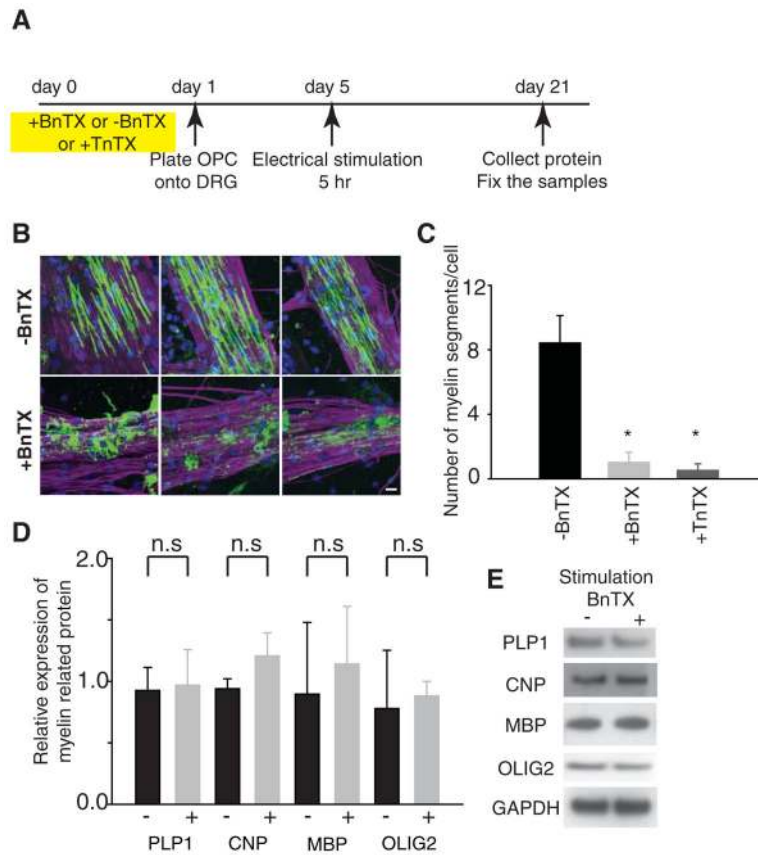 A
day 0 day 1 day 5 day 21
+BnTX or -BnTX
or +TnTX
Plate OPC
onto DRG
Electrical stimulation
5 hr
Collect protein
Fix the samples
B
-BnTX
+BnTX
C
Number of myelin segments/cell
12
8
4
0
* *
-BnTX
+BnTX
+TnTX
D
Relative expression of
myelin related protein
2.0
1.0
0.0
n.s n.s n.s n.s
- + - + - + - +
PLP1 CNP MBP OLIG2
E
Stimulation
BnTX
- +
PLP1
CNP
MBP
OLIG2
GAPDH